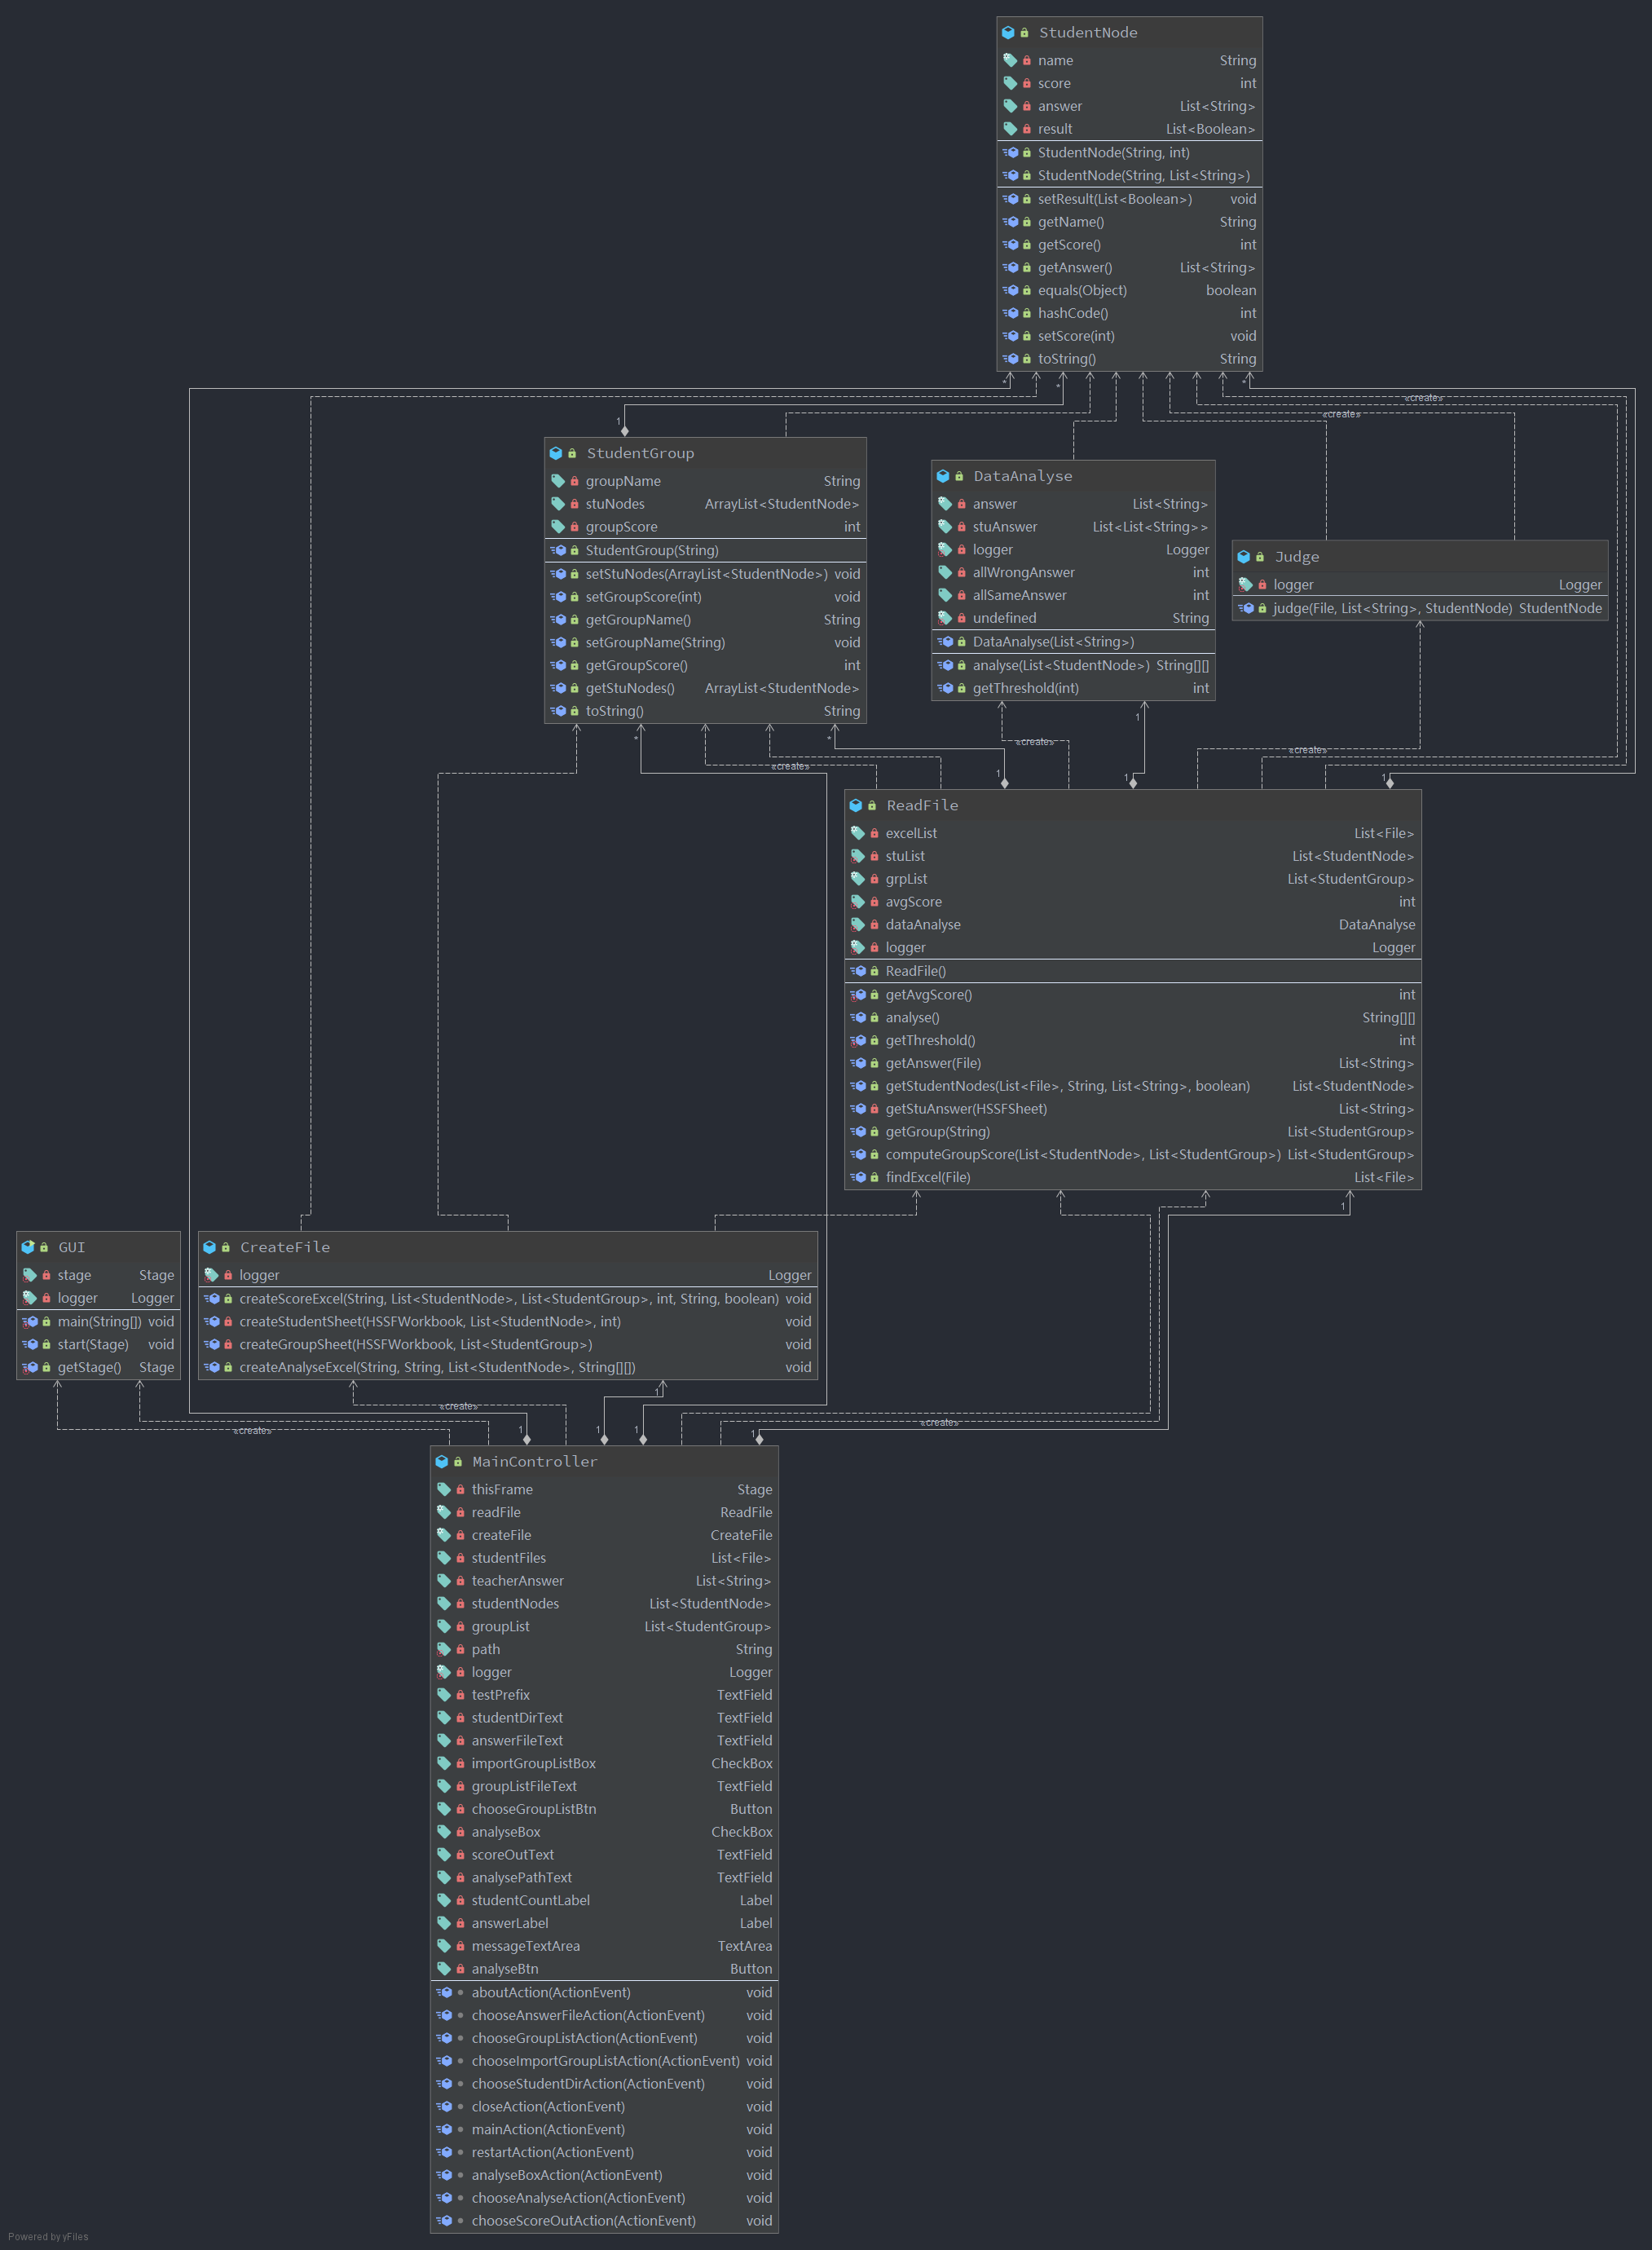 StudentNode
name String
score int
answer List<String>
result List<Boolean>
StudentNode(String, int)
StudentNode(String, List<String>)
setResult(List<Boolean>) void
getName() String
getScore() int
getAnswer() List<String>
equals(Object) boolean
hashCode() int
setScore(int) void
toString() String
* * *
«create»
«create»
1
StudentGroup
groupName String
stuNodes ArrayList<StudentNode>
groupScore int
StudentGroup(String)
setStuNodes(ArrayList<StudentNode>) void
setGroupScore(int) void
getGroupName() String
setGroupName(String) void
getGroupScore() int
getStuNodes() ArrayList<StudentNode>
toString() String
DataAnalyse
answer List<String>
stuAnswer List<List<String>>
logger Logger
allWrongAnswer int
allSameAnswer int
undefined String
DataAnalyse(List<String>)
analyse(List<StudentNode>) String[][]
getThreshold(int) int
Judge
logger Logger
judge(File, List<String>, StudentNode) StudentNode
* * 1
«create»
«create»
«create»
1 1 1
ReadFile
excelList List<File>
stuList List<StudentNode>
grpList List<StudentGroup>
avgScore int
dataAnalyse DataAnalyse
logger Logger
ReadFile()
getAvgScore() int
analyse() String[][]
getThreshold() int
getAnswer(File) List<String>
getStudentNodes(List<File>, String, List<String>, boolean) List<StudentNode>
getStuAnswer(HSSFSheet) List<String>
getGroup(String) List<StudentGroup>
computeGroupScore(List<StudentNode>, List<StudentGroup>) List<StudentGroup>
findExcel(File) List<File>
1
GUI
stage Stage
logger Logger
main(String[]) void
start(Stage) void
getStage() Stage
CreateFile
logger Logger
createScoreExcel(String, List<StudentNode>, List<StudentGroup>, int, String, boolean) void
createStudentSheet(HSSFWorkbook, List<StudentNode>, int) void
createGroupSheet(HSSFWorkbook, List<StudentGroup>) void
createAnalyseExcel(String, String, List<StudentNode>, String[][]) void
1
«create»
«create»
«create»
1 1 1 1
MainController
thisFrame Stage
readFile ReadFile
createFile CreateFile
studentFiles List<File>
teacherAnswer List<String>
studentNodes List<StudentNode>
groupList List<StudentGroup>
path String
logger Logger
testPrefix TextField
studentDirText TextField
answerFileText TextField
importGroupListBox CheckBox
groupListFileText TextField
chooseGroupListBtn Button
analyseBox CheckBox
scoreOutText TextField
analysePathText TextField
studentCountLabel Label
answerLabel Label
messageTextArea TextArea
analyseBtn Button
aboutAction(ActionEvent) void
chooseAnswerFileAction(ActionEvent) void
chooseGroupListAction(ActionEvent) void
chooseImportGroupListAction(ActionEvent) void
chooseStudentDirAction(ActionEvent) void
closeAction(ActionEvent) void
mainAction(ActionEvent) void
restartAction(ActionEvent) void
analyseBoxAction(ActionEvent) void
chooseAnalyseAction(ActionEvent) void
chooseScoreOutAction(ActionEvent) void
Powered by yFiles